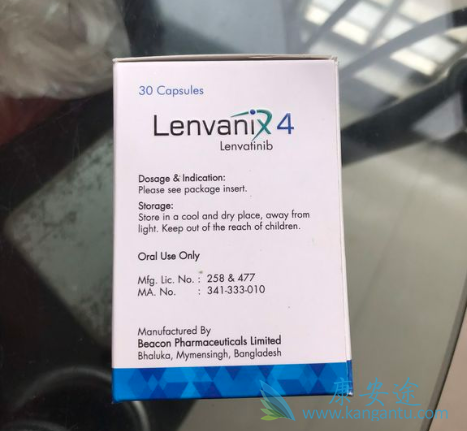 30 Capsules
Lenvanix 4
Lenvatinib
Dosage & Indication:
Please see package insert.
Storage:
Store in a cool and dry place, away from
light. Keep out of the reach of children.
Oral Use Only
Mfg. Lic. No. : 258 & 477
MA. No. : 341-333-010
Manufactured By
Beacon Pharmaceuticals Limited
Bhaluka, Mymensingh, Bangladesh
康安途
www.kangantu.com